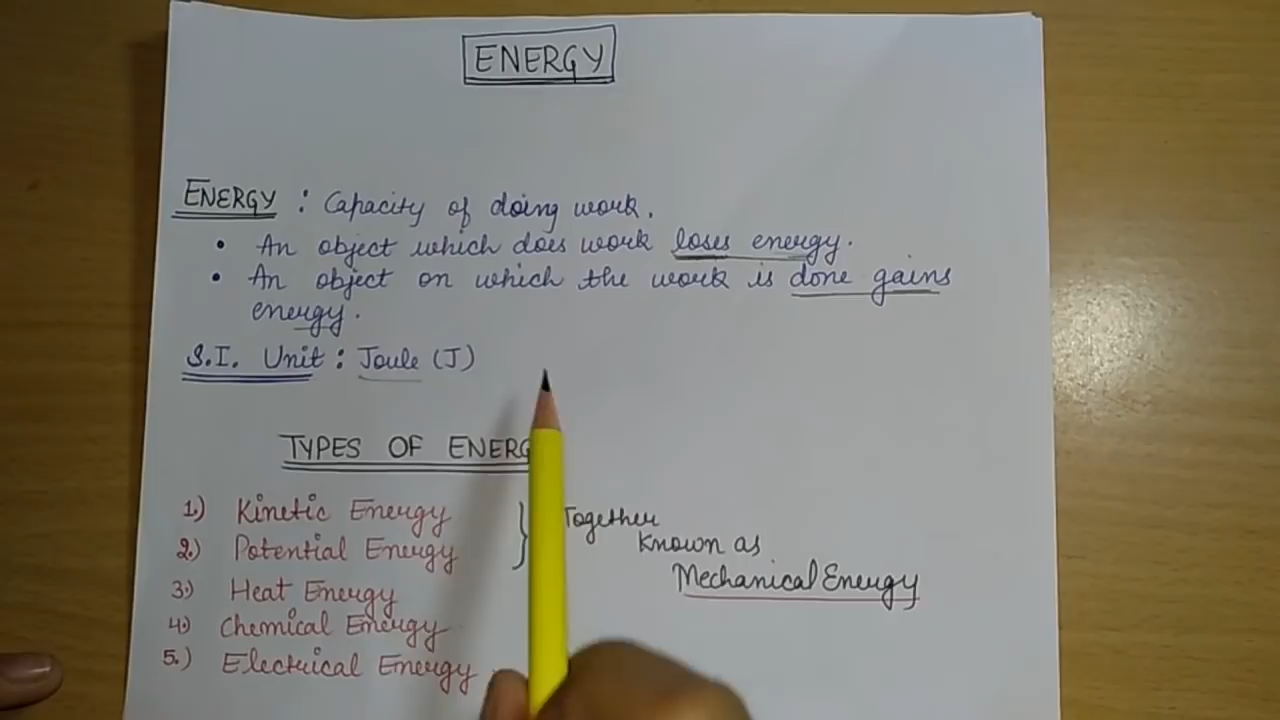 ENERGY
ENERGY : Capacity of doing work.
• An object which does work loses energy.
• An object on which the work is done gains
energy.
S.I. Unit : Joule (J)
TYPES OF ENERG
1.) Kinetic Energy
2.) Potential Energy
} Together
Known as
Mechanical Energy
3.) Heat Energy
4.) Chemical Energy
5.) Electrical Energy